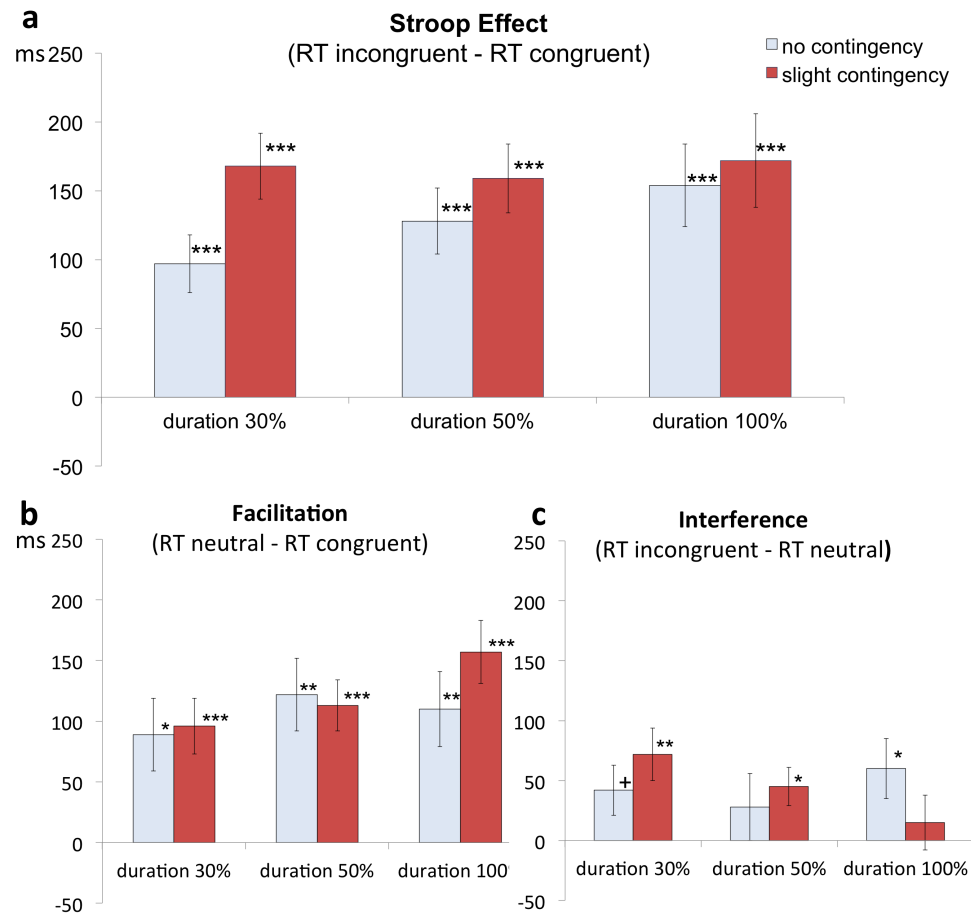 a
Stroop Effect
(RT incongruent - RT congruent)
ms
250
200
150
100
50
0
-50
no contingency
slight contingency
***
***
***
***
***
***
duration 30%
duration 50%
duration 100%
b
Facilitation
(RT neutral - RT congruent)
ms
250
200
150
100
50
0
-50
*
***
**
***
**
***
duration 30%
duration 50%
duration 100
c
Interference
(RT incongruent - RT neutral)
250
200
150
100
50
0
-50
+
**
*
*
duration 30%
duration 50%
duration 100%